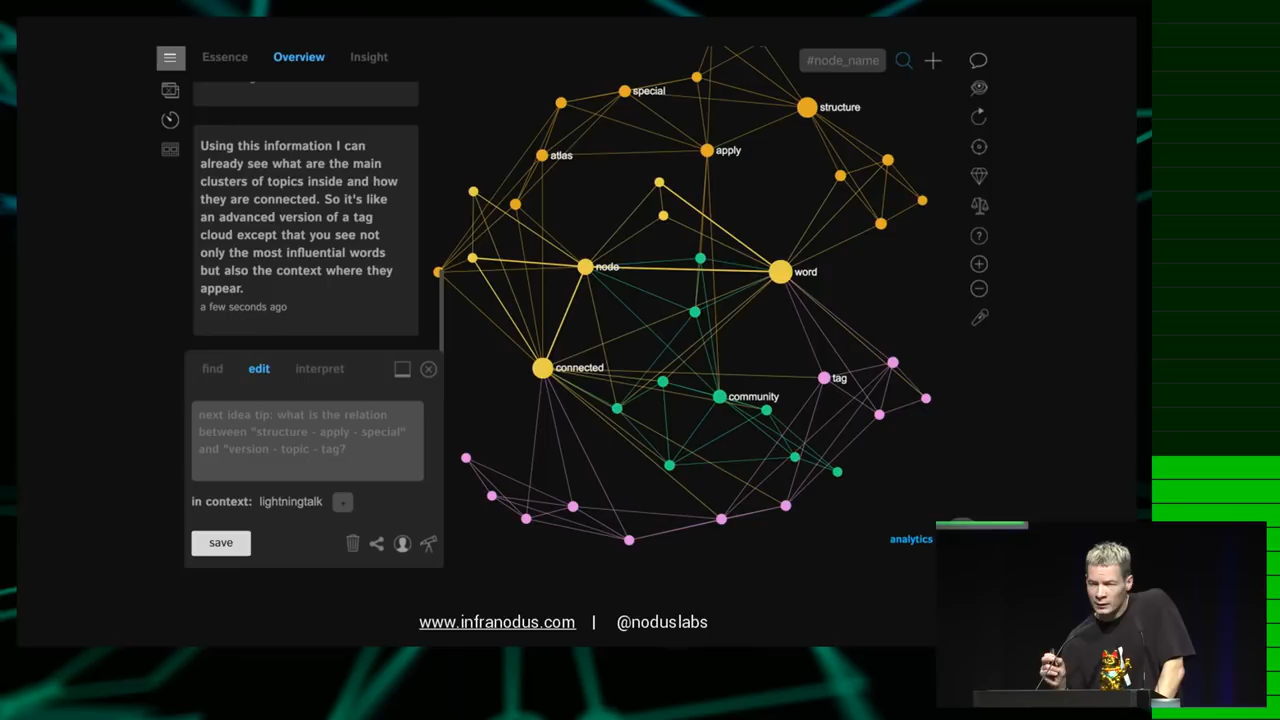 Essence Overview Insight
#node_name
Using this information I can
already see what are the main
clusters of topics inside and how
they are connected. So it's like
an advanced version of a tag
cloud except that you see not
only the most influential words
but also the context where they
appear.
a few seconds ago
find edit interpret
next idea tip: what is the relation
between "structure - apply - special"
and "version - topic - tag?
in context: lightningtalk +
save
special
structure
atlas
apply
node
word
connected
tag
community
analytics
www.infranodus.com | @noduslabs